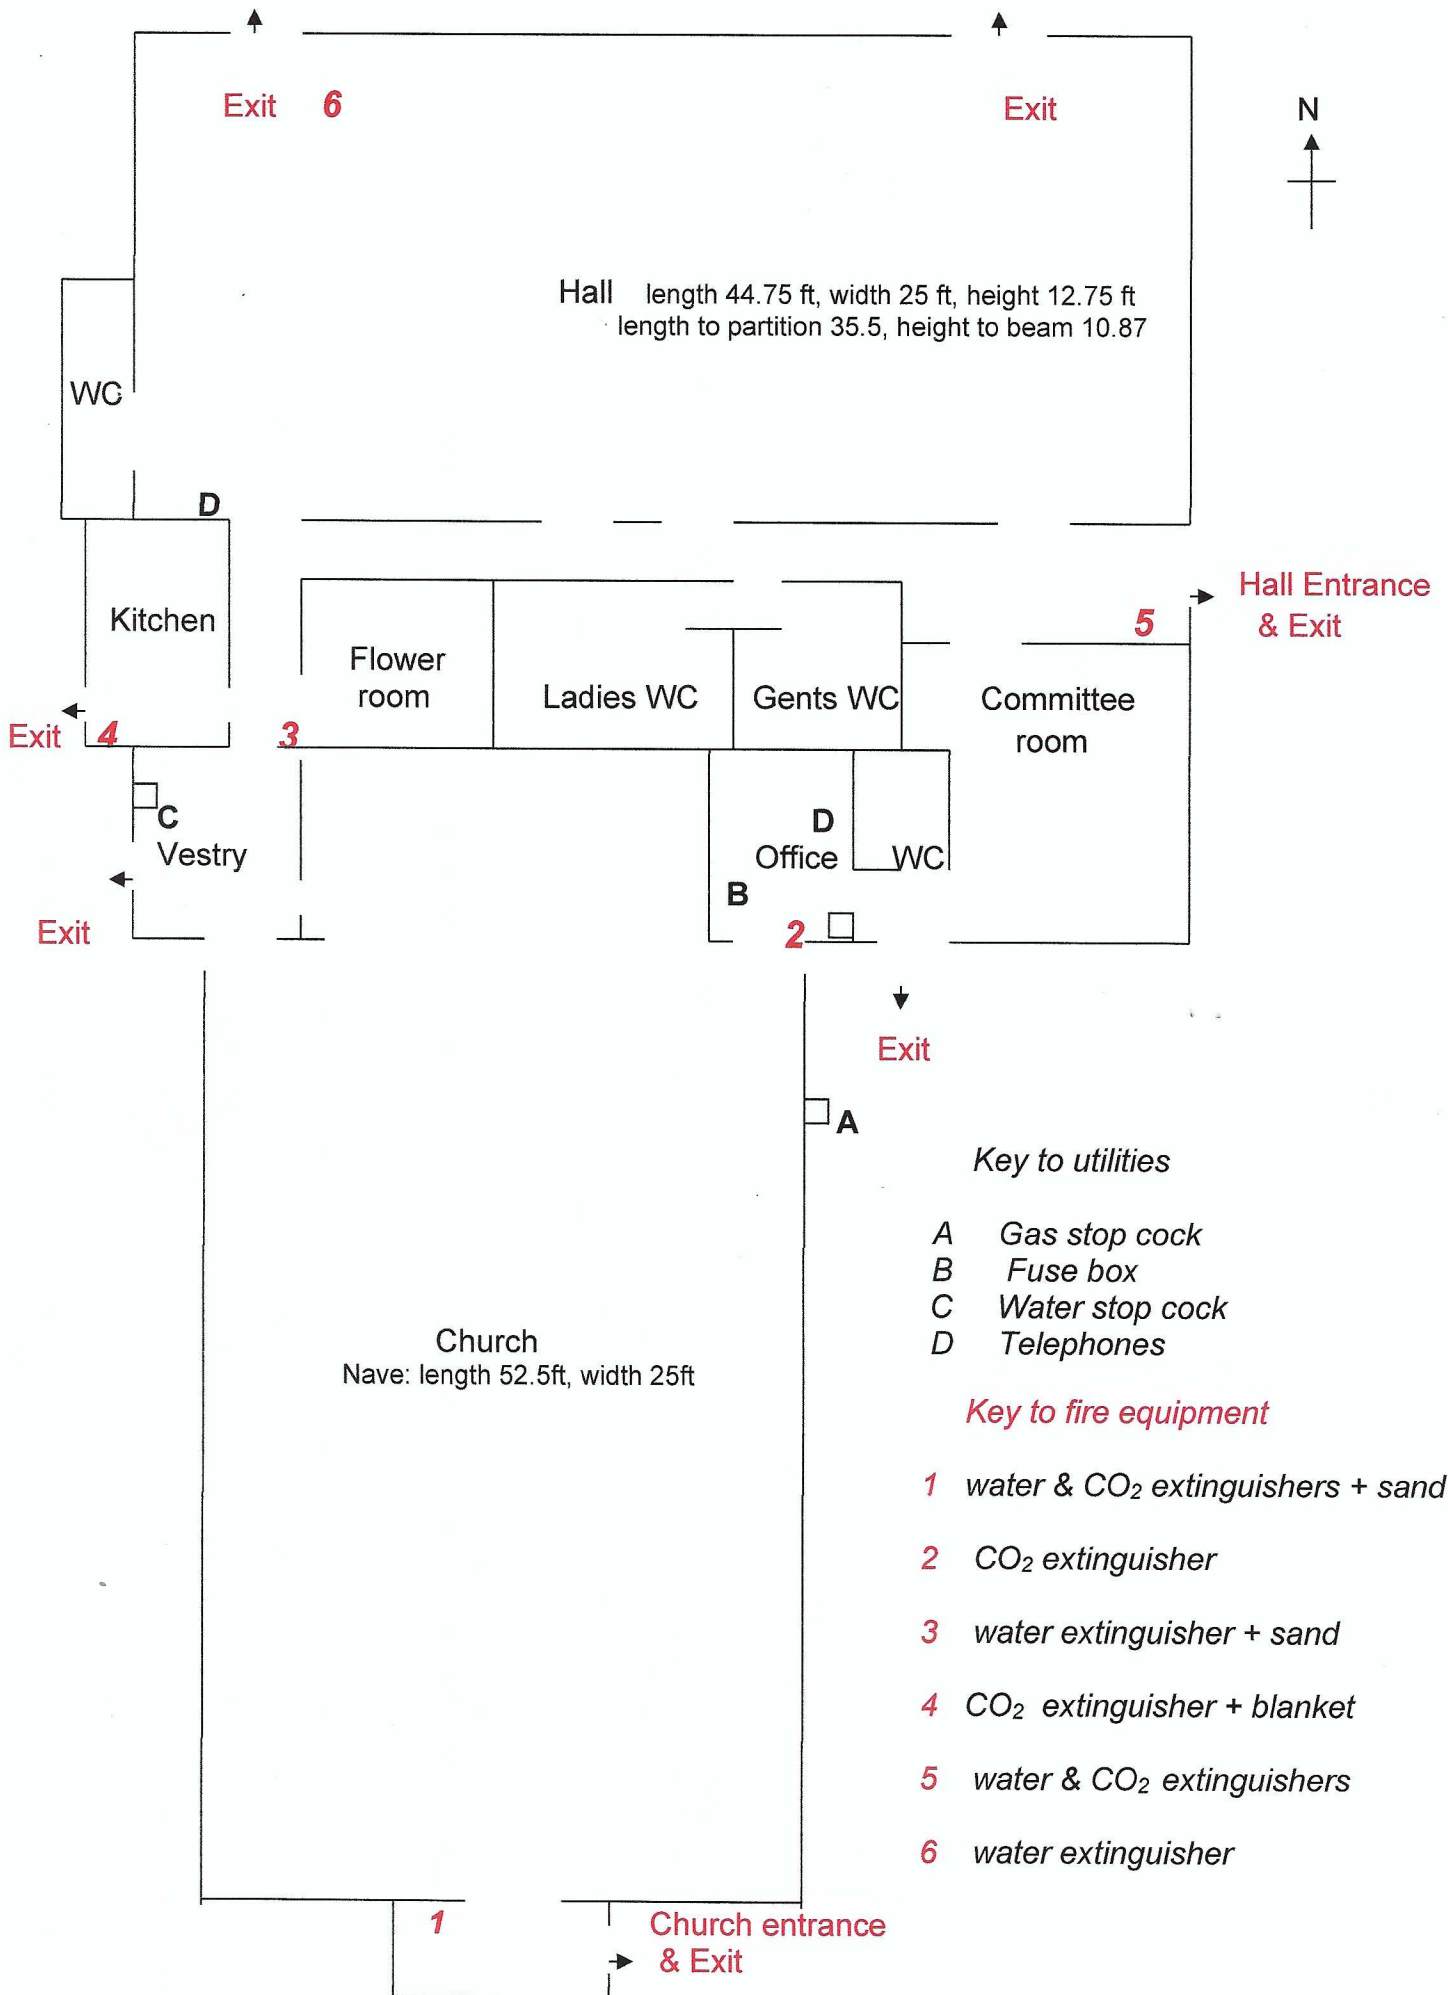 Exit 6
Exit
N
Hall length 44.75 ft, width 25 ft, height 12.75 ft
length to partition 35.5, height to beam 10.87
WC
D
Kitchen
Hall Entrance
& Exit
5
Flower
room
Ladies WC
Gents WC
Committee
room
Exit
4
3
C
Vestry
D
Office
WC
B
Exit
2
Exit
A
Key to utilities
A Gas stop cock
B Fuse box
C Water stop cock
D Telephones
Church
Nave: length 52.5ft, width 25ft
Key to fire equipment
1 water & CO₂ extinguishers + sand
2 CO₂ extinguisher
3 water extinguisher + sand
4 CO₂ extinguisher + blanket
5 water & CO₂ extinguishers
6 water extinguisher
1
Church entrance
& Exit